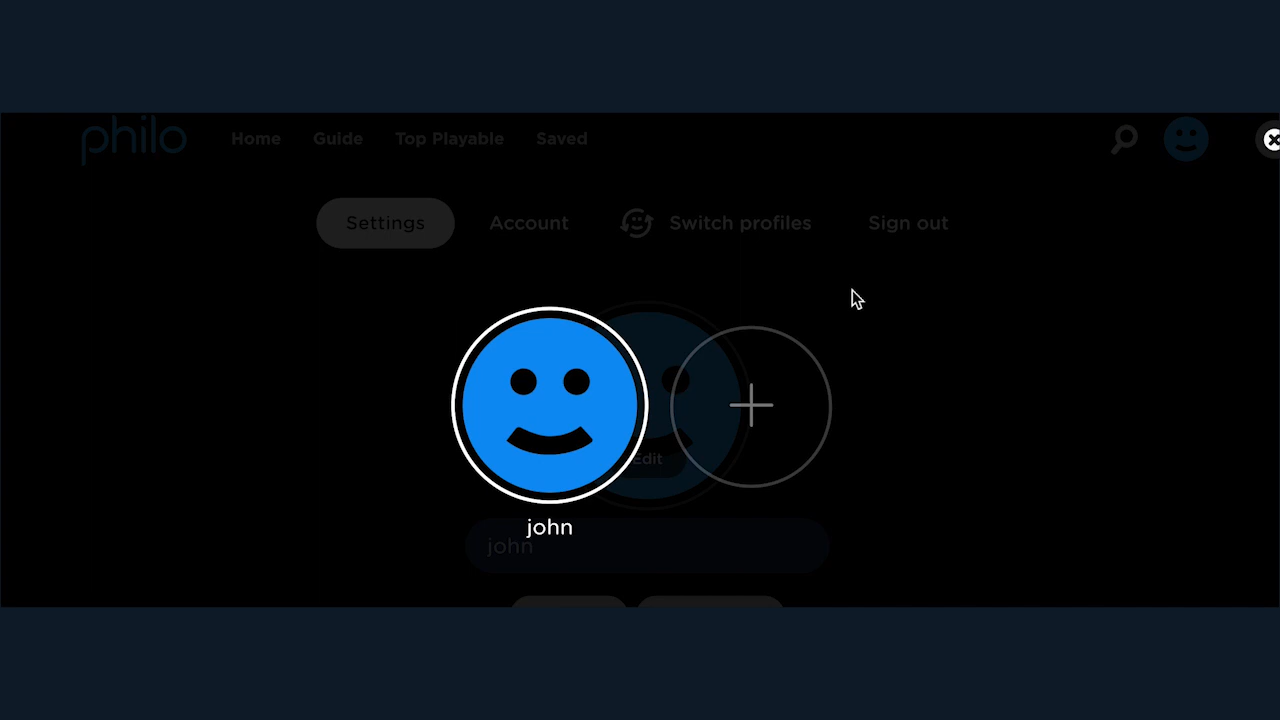 philo Home Guide Top Playable Saved
Settings Account Switch profiles Sign out
Edit
john
john